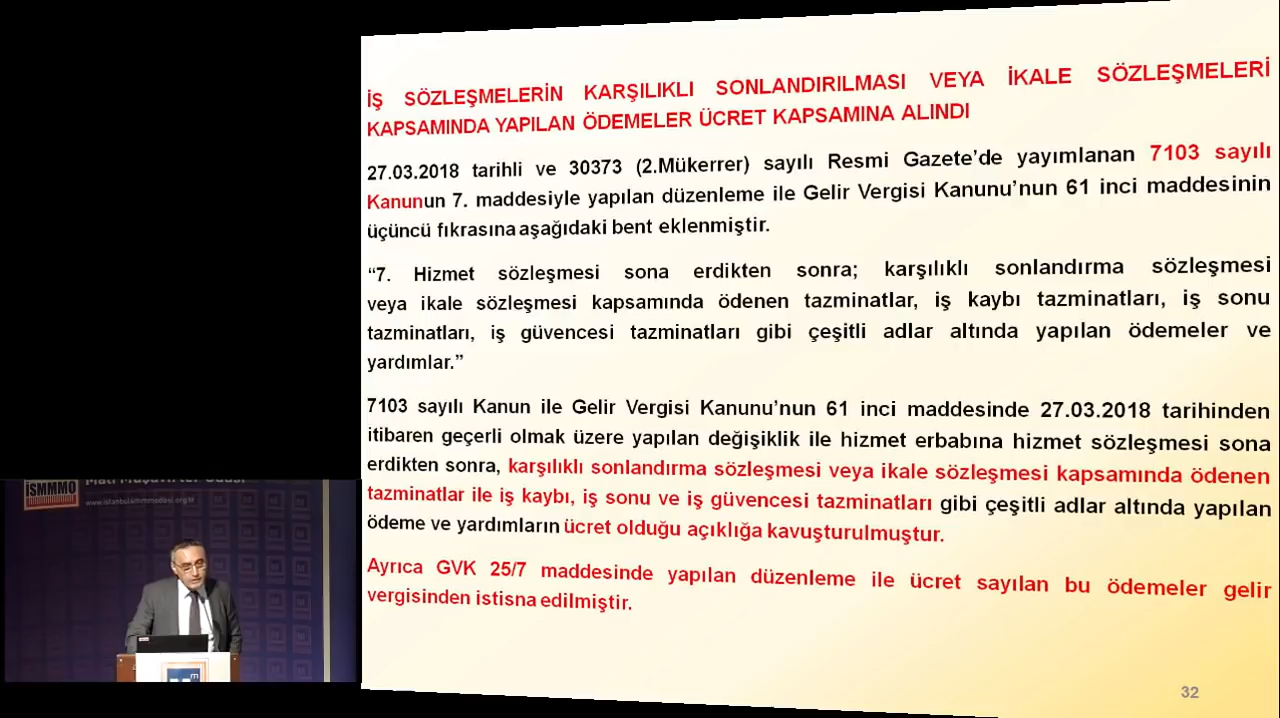 İŞ SÖZLEŞMELERİN KARŞILIKLI SONLANDIRILMASI VEYA İKALE SÖZLEŞMELERİ
KAPSAMINDA YAPILAN ÖDEMELER ÜCRET KAPSAMINA ALINDI
27.03.2018 tarihli ve 30373 (2.Mükerrer) sayılı Resmi Gazete’de yayımlanan 7103 sayılı
Kanunun 7. maddesiyle yapılan düzenleme ile Gelir Vergisi Kanunu’nun 61 inci maddesinin
üçüncü fıkrasına aşağıdaki bent eklenmiştir.
“7. Hizmet sözleşmesi sona erdikten sonra; karşılıklı sonlandırma sözleşmesi
veya ikale sözleşmesi kapsamında ödenen tazminatlar, iş kaybı tazminatları, iş sonu
tazminatları, iş güvencesi tazminatları gibi çeşitli adlar altında yapılan ödemeler ve
yardımlar.”
7103 sayılı Kanun ile Gelir Vergisi Kanunu’nun 61 inci maddesinde 27.03.2018 tarihinden
itibaren geçerli olmak üzere yapılan değişiklik ile hizmet erbabına hizmet sözleşmesi sona
erdikten sonra, karşılıklı sonlandırma sözleşmesi veya ikale sözleşmesi kapsamında ödenen
tazminatlar ile iş kaybı, iş sonu ve iş güvencesi tazminatları gibi çeşitli adlar altında yapılan
ödeme ve yardımların ücret olduğu açıklığa kavuşturulmuştur.
Ayrıca GVK 25/7 maddesinde yapılan düzenleme ile ücret sayılan bu ödemeler gelir
vergisinden istisna edilmiştir.
32
İSMMMO
Mali Müşavirler Odası
www.istanbulsmmmodasi.org.tr